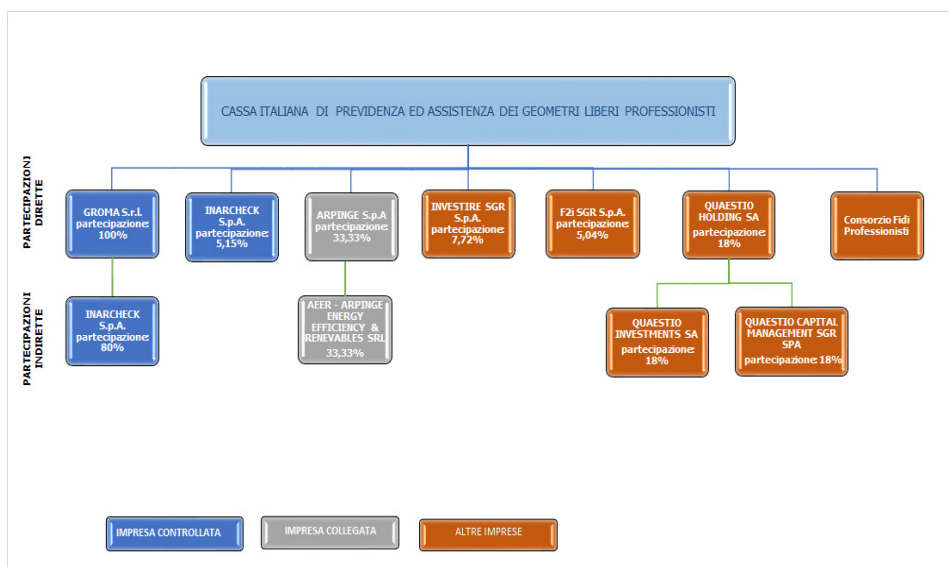 CASSA ITALIANA DI PREVIDENZA ED ASSISTENZA DEI GEOMETRI LIBERI PROFESSIONISTI
PARTECIPAZIONI
DIRETTE
GROMA S.r.l.
partecipazione:
100%
INARCHECK
S.p.A.
partecipazione:
5,15%
ARPINGE S.p.A
partecipazione:
33,33%
INVESTIRE SGR
S.p.A.
partecipazione:
7,72%
F2i SGR S.p.A.
partecipazione:
5,04%
QUAESTIO
HOLDING SA
partecipazione:
18%
Consorzio Fidi
Professionisti
PARTECIPAZIONI
INDIRETTE
INARCHECK
S.p.A.
partecipazione:
80%
AEER - ARPINGE
ENERGY
EFFICIENCY &
RENEVABLES SRL
33,33%
QUAESTIO
INVESTMENTS SA
partecipazione:
18%
QUAESTIO CAPITAL
MANAGEMENT SGR
SPA
partecipazione: 18%
IMPRESA CONTROLLATA
IMPRESA COLLEGATA
ALTRE IMPRESE